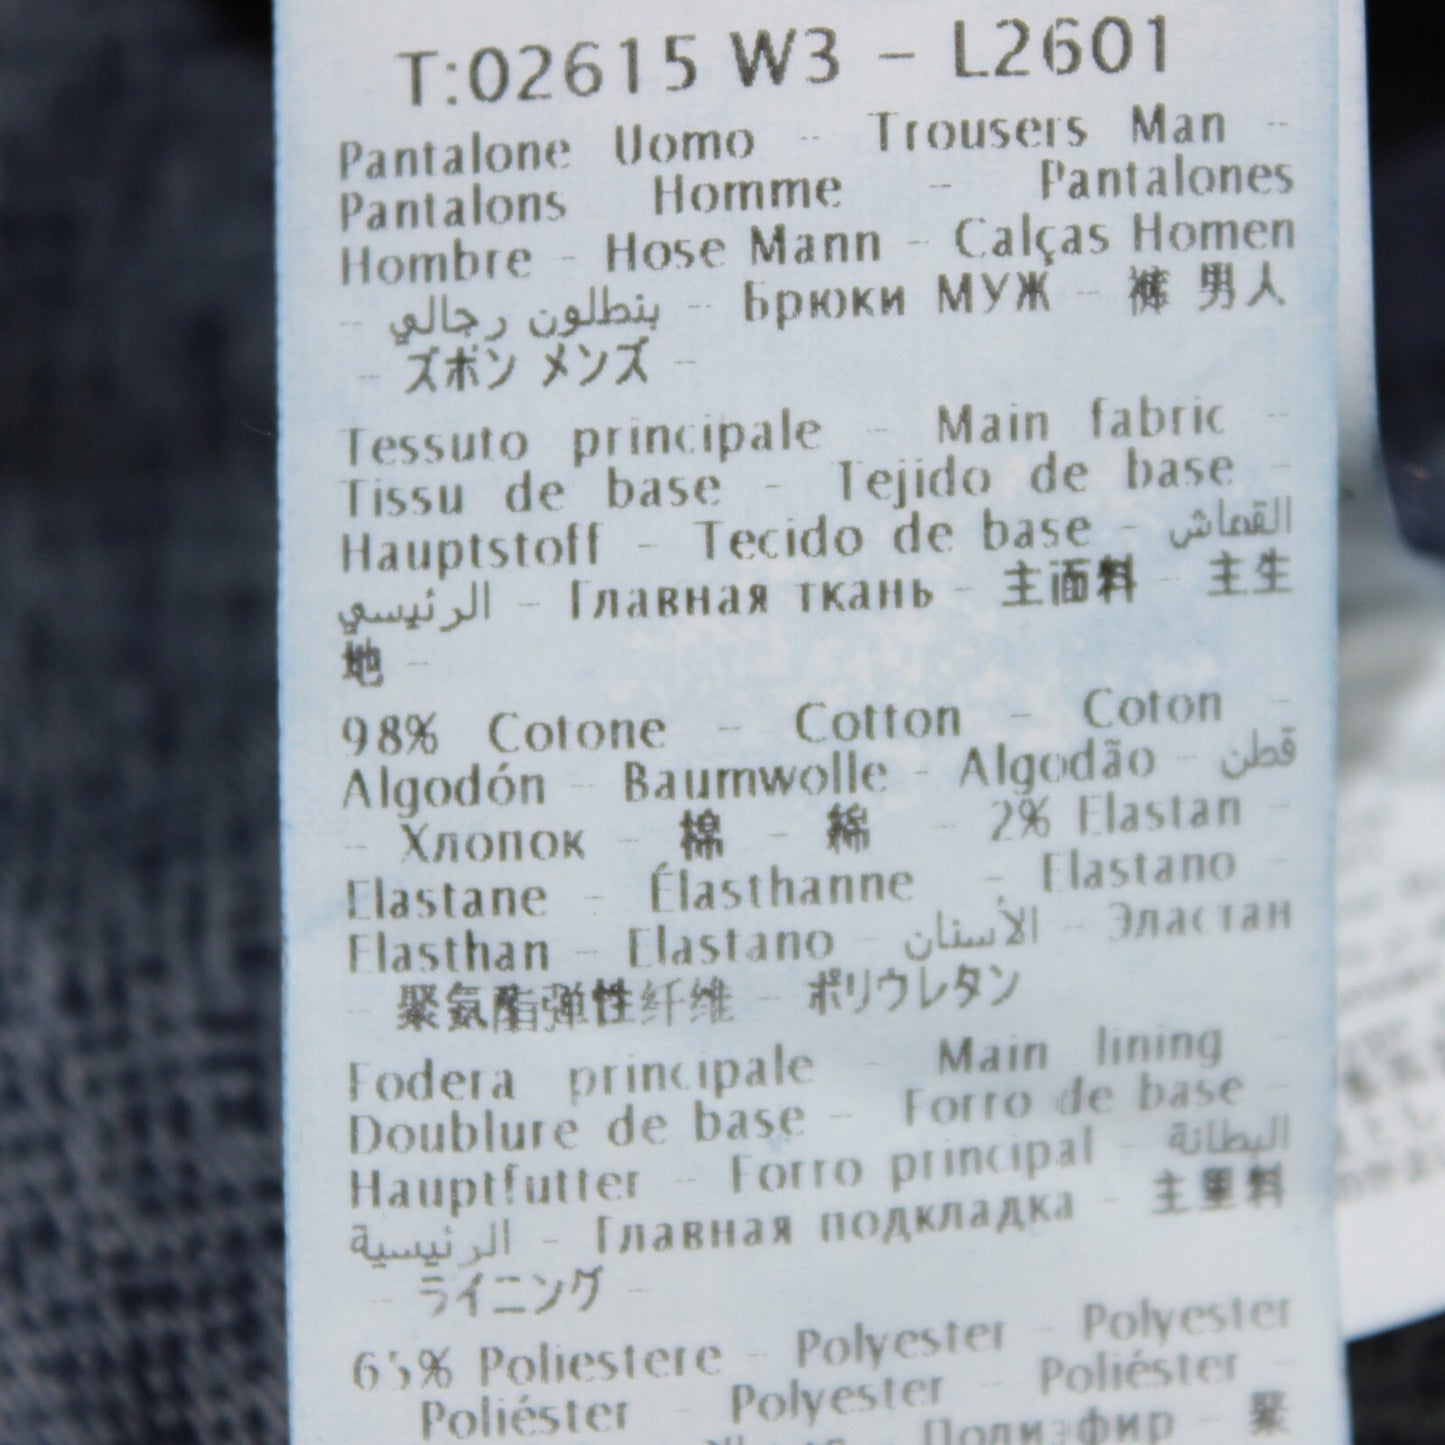 T:02615 W3 - L2601
Pantalone Uomo - Trousers Man -
Pantalons Homme - Pantalones
Hombre - Hose Mann - Calças Homen
- بنطلون رجالي - Брюки МУЖ - 裤 男人
- ズボン メンズ -
Tessuto principale - Main fabric -
Tissu de base - Tejido de base -
Hauptstoff - Tecido de base - القماش
الرئيسي - Главная ткань - 主面料 - 主生
地 -
98% Cotone - Cotton - Coton -
Algodón - Baumwolle - Algodão - قطن
- Хлопок - 棉 - 綿 - 2% Elastan -
Elastane - Élasthanne - Elastano -
Elasthan - Elastano - الأستان - Эластан
- 聚氨酯弹性纤维 - ポリウレタン
Fodera principale - Main lining -
Doublure de base - Forro de base -
Hauptfutter - Forro principal - البطانة
الرئيسية - Главная подкладка - 主里料
- ライニング -
65% Poliestere - Polyester - Polyester
Poliéster - Polyester - Poliéster -
Полиэфир - 聚